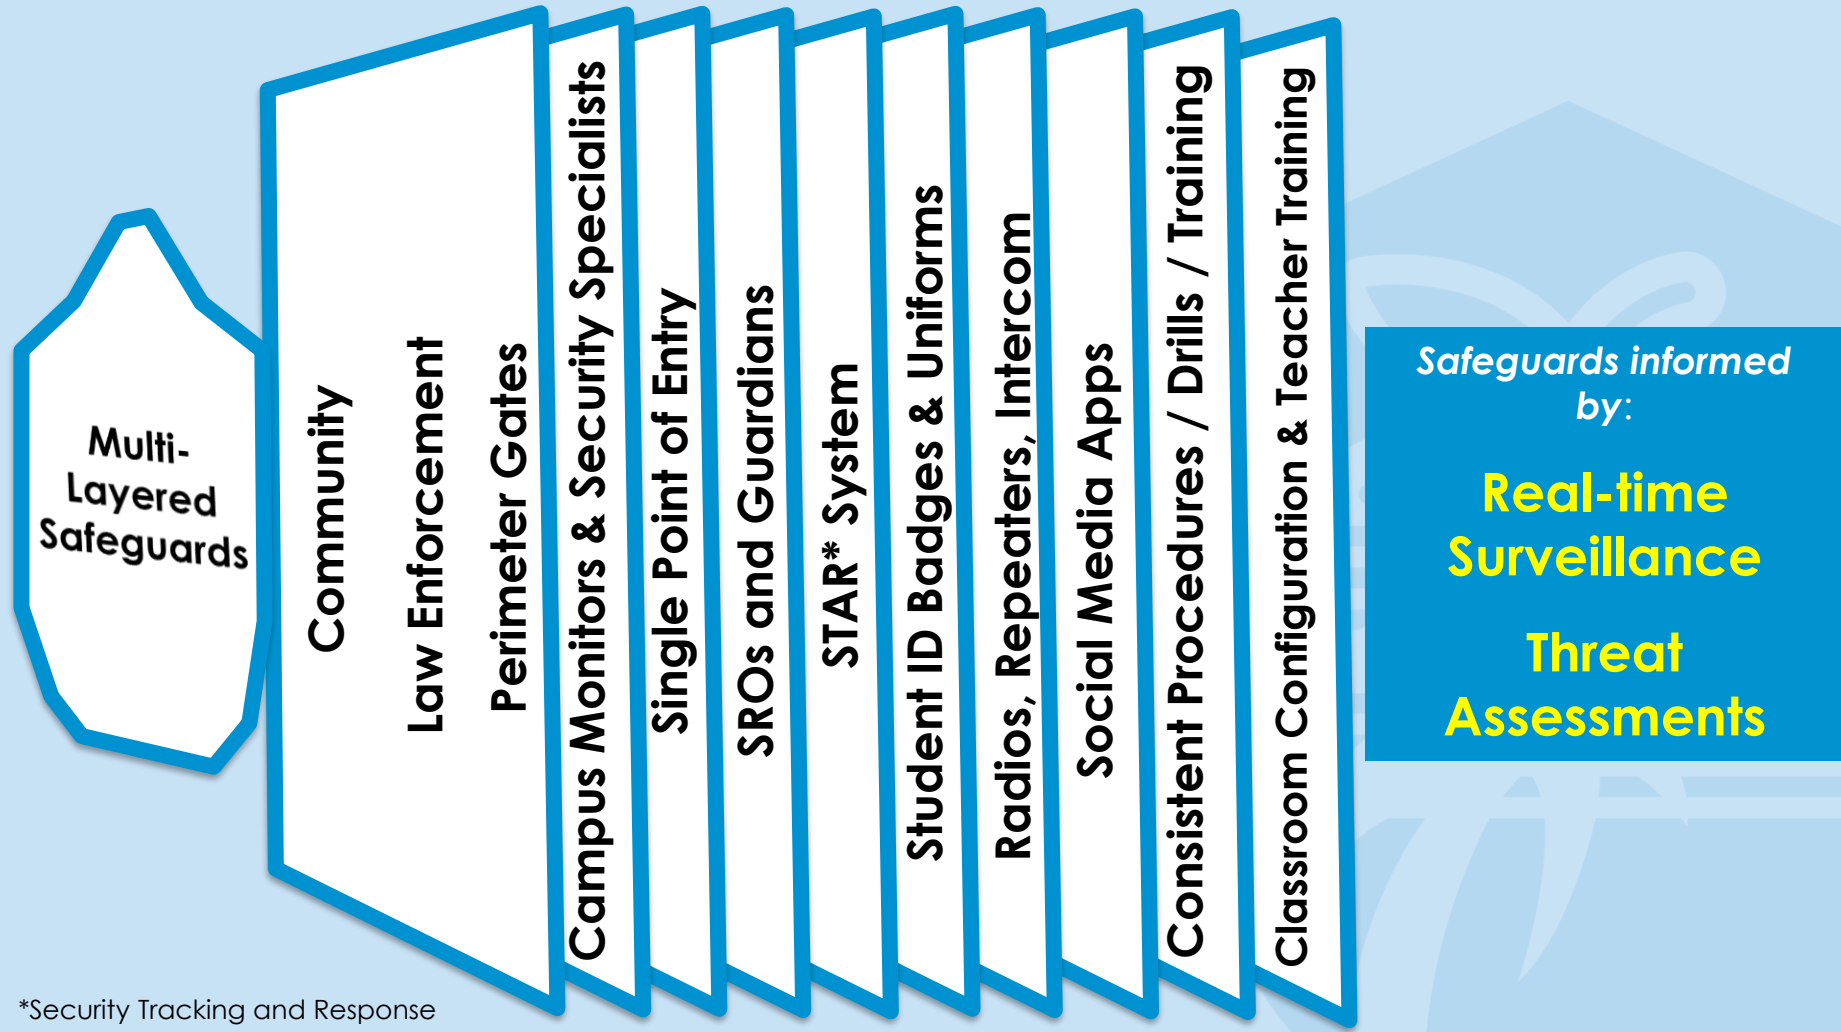 Multi-
Layered
Safeguards
Community
Law Enforcement
Perimeter Gates
Campus Monitors & Security Specialists
Single Point of Entry
SROs and Guardians
STAR* System
Student ID Badges & Uniforms
Radios, Repeaters, Intercom
Social Media Apps
Consistent Procedures / Drills / Training
Classroom Configuration & Teacher Training
Safeguards informed
by:
Real-time
Surveillance
Threat
Assessments
*Security Tracking and Response